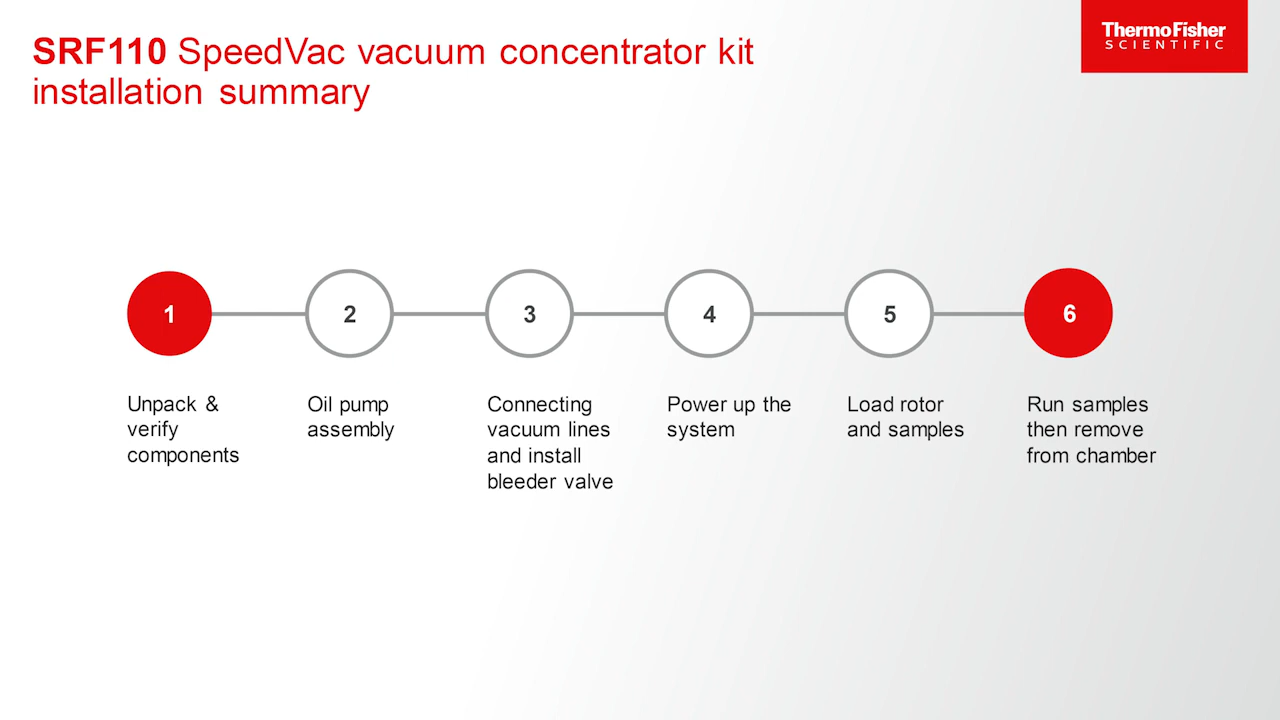 SRF110 SpeedVac vacuum concentrator kit
installation summary
ThermoFisher
SCIENTIFIC
1
2
3
4
5
6
Unpack &
verify
components
Oil pump
assembly
Connecting
vacuum lines
and install
bleeder valve
Power up the
system
Load rotor
and samples
Run samples
then remove
from chamber